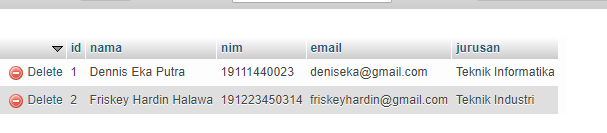 id nama nim email jurusan
Delete 1 Dennis Eka Putra 19111440023 deniseka@gmail.com Teknik Informatika
Delete 2 Friskey Hardin Halawa 191223450314 friskeyhardin@gmail.com Teknik Industri